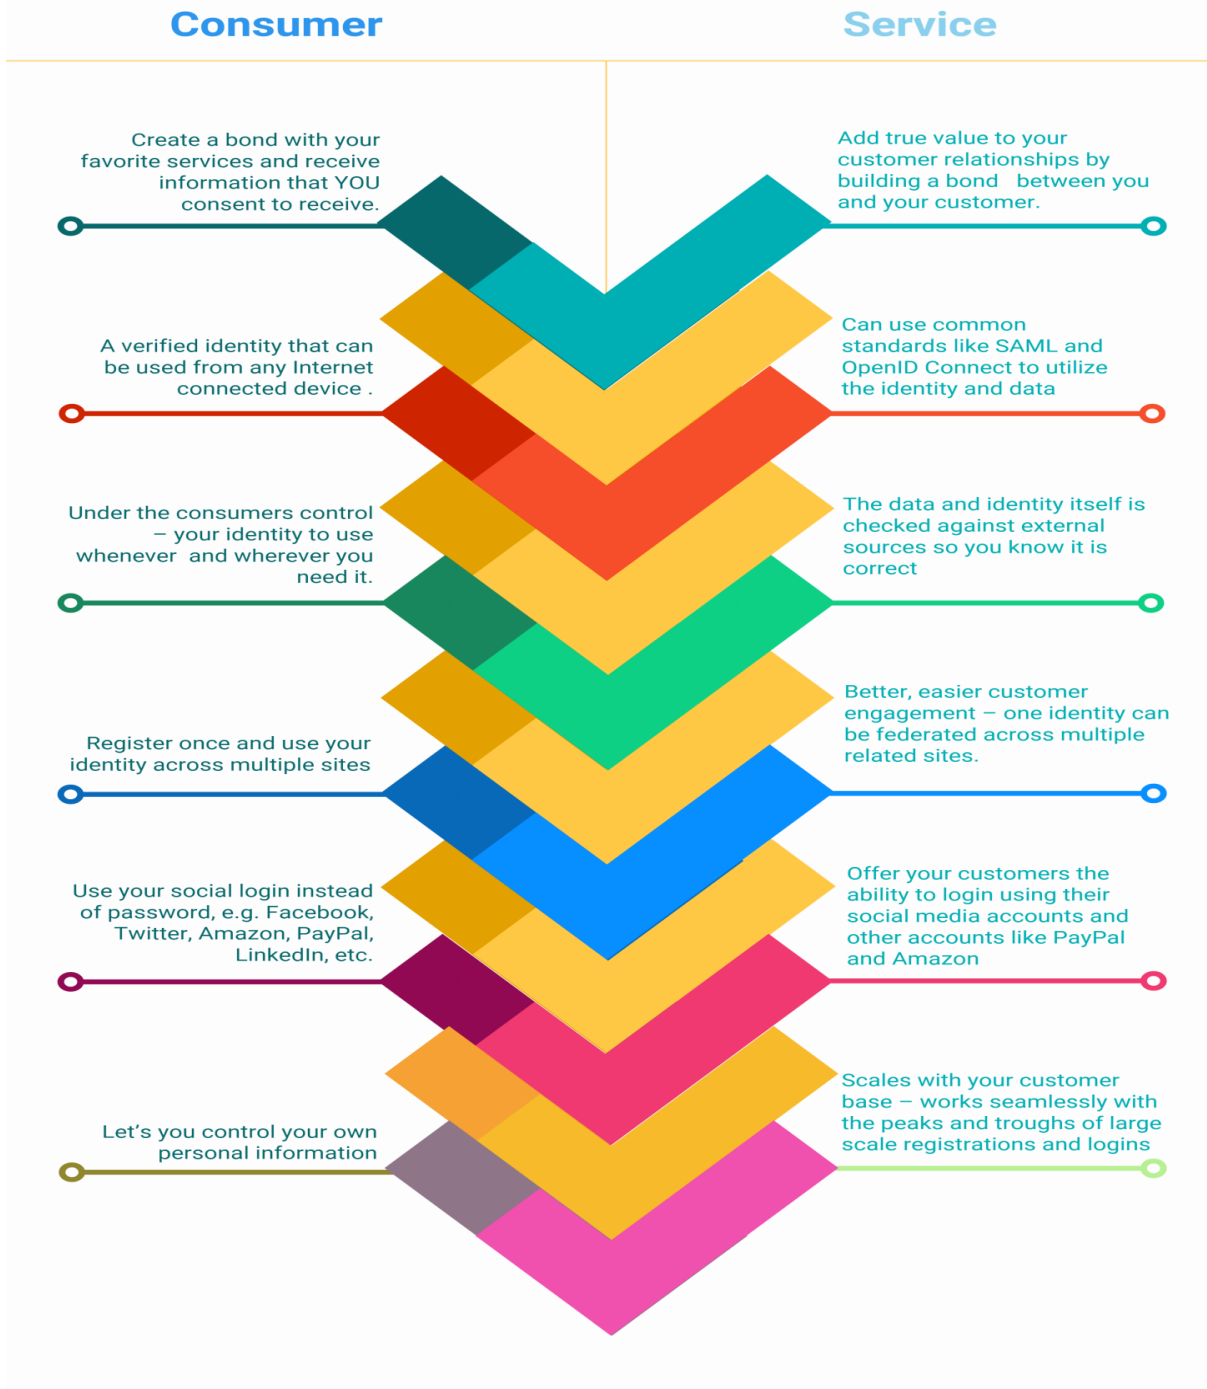 Consumer
Service
Create a bond with your
favorite services and receive
information that YOU
consent to receive.
Add true value to your
customer relationships by
building a bond   between you
and your customer.
A verified identity that can
be used from any Internet
connected device .
Can use common
standards like SAML and
OpenID Connect to utilize
the identity and data
Under the consumers control
– your identity to use
whenever  and wherever you
need it.
The data and identity itself is
checked against external
sources so you know it is
correct
Register once and use your
identity across multiple sites
Better, easier customer
engagement – one identity can
be federated across multiple
related sites.
Use your social login instead
of password, e.g. Facebook,
Twitter, Amazon, PayPal,
LinkedIn, etc.
Offer your customers the
ability to login using their
social media accounts and
other accounts like PayPal
and Amazon
Let’s you control your own
personal information
Scales with your customer
base – works seamlessly with
the peaks and troughs of large
scale registrations and logins